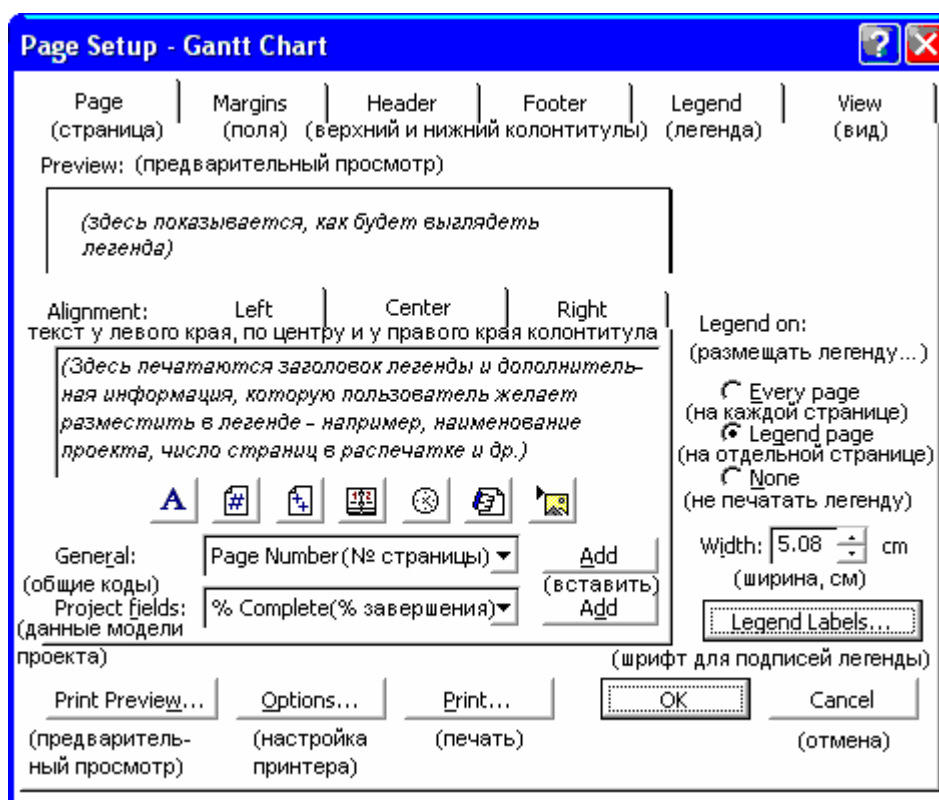 Page Setup - Gantt Chart
Page Margins Header Footer Legend View
(страница) (поля) (верхний и нижний колонтитулы) (легенда) (вид)
Preview: (предварительный просмотр)
(здесь показывается, как будет выглядеть
легенда)
Alignment: Left Center Right
текст у левого края, по центру и у правого края колонтитула
(Здесь печатаются заголовок легенды и дополнитель-
ная информация, которую пользователь желает
разместить в легенде – например, наименование
проекта, число страниц в распечатке и др.)
Legend on:
(размещать легенду...)
Every page
(на каждой странице)
Legend page
(на отдельной странице)
None
(не печатать легенду)
Width: 5.08 cm
(ширина, см)
General: Page Number(№ страницы) Add
(общие коды) (вставить)
Project fields: % Complete(% завершения) Add
(данные модели
проекта)
Legend Labels...
(шрифт для подписей легенды)
Print Preview... Options... Print... OK Cancel
(предваритель-
ный просмотр)
(настройка
принтера)
(печать)
(отмена)